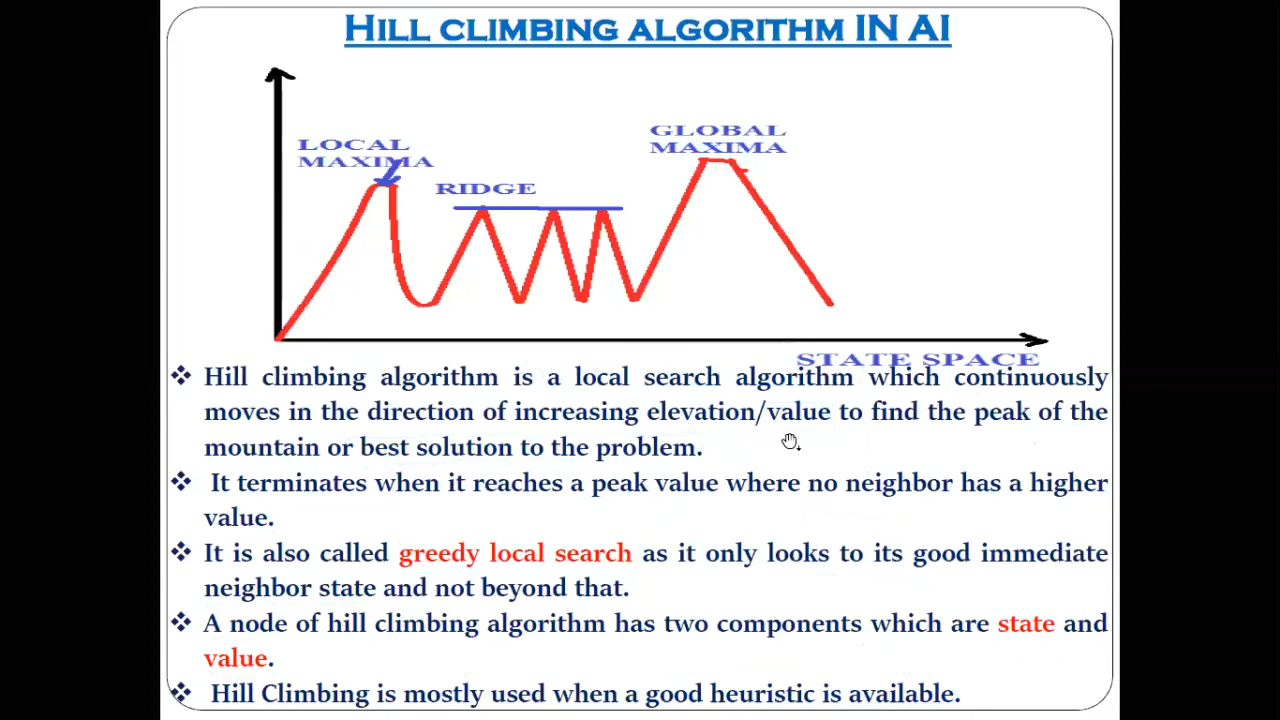 HILL CLIMBING ALGORITHM IN AI
LOCAL
MAXIMA
GLOBAL
MAXIMA
RIDGE
STATE SPACE
❖ Hill climbing algorithm is a local search algorithm which continuously
moves in the direction of increasing elevation/value to find the peak of the
mountain or best solution to the problem.
❖ It terminates when it reaches a peak value where no neighbor has a higher
value.
❖ It is also called greedy local search as it only looks to its good immediate
neighbor state and not beyond that.
❖ A node of hill climbing algorithm has two components which are state and
value.
❖ Hill Climbing is mostly used when a good heuristic is available.